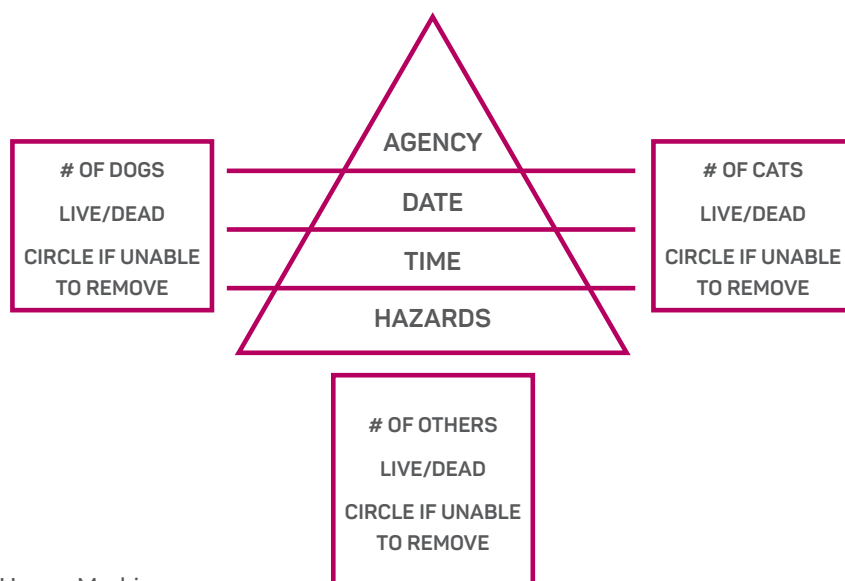 AGENCY
# OF DOGS
LIVE/DEAD
CIRCLE IF UNABLE
TO REMOVE
DATE
TIME
HAZARDS
# OF CATS
LIVE/DEAD
CIRCLE IF UNABLE
TO REMOVE
# OF OTHERS
LIVE/DEAD
CIRCLE IF UNABLE
TO REMOVE